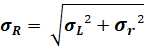 σ_R = √(σ_L² + σ_r²)